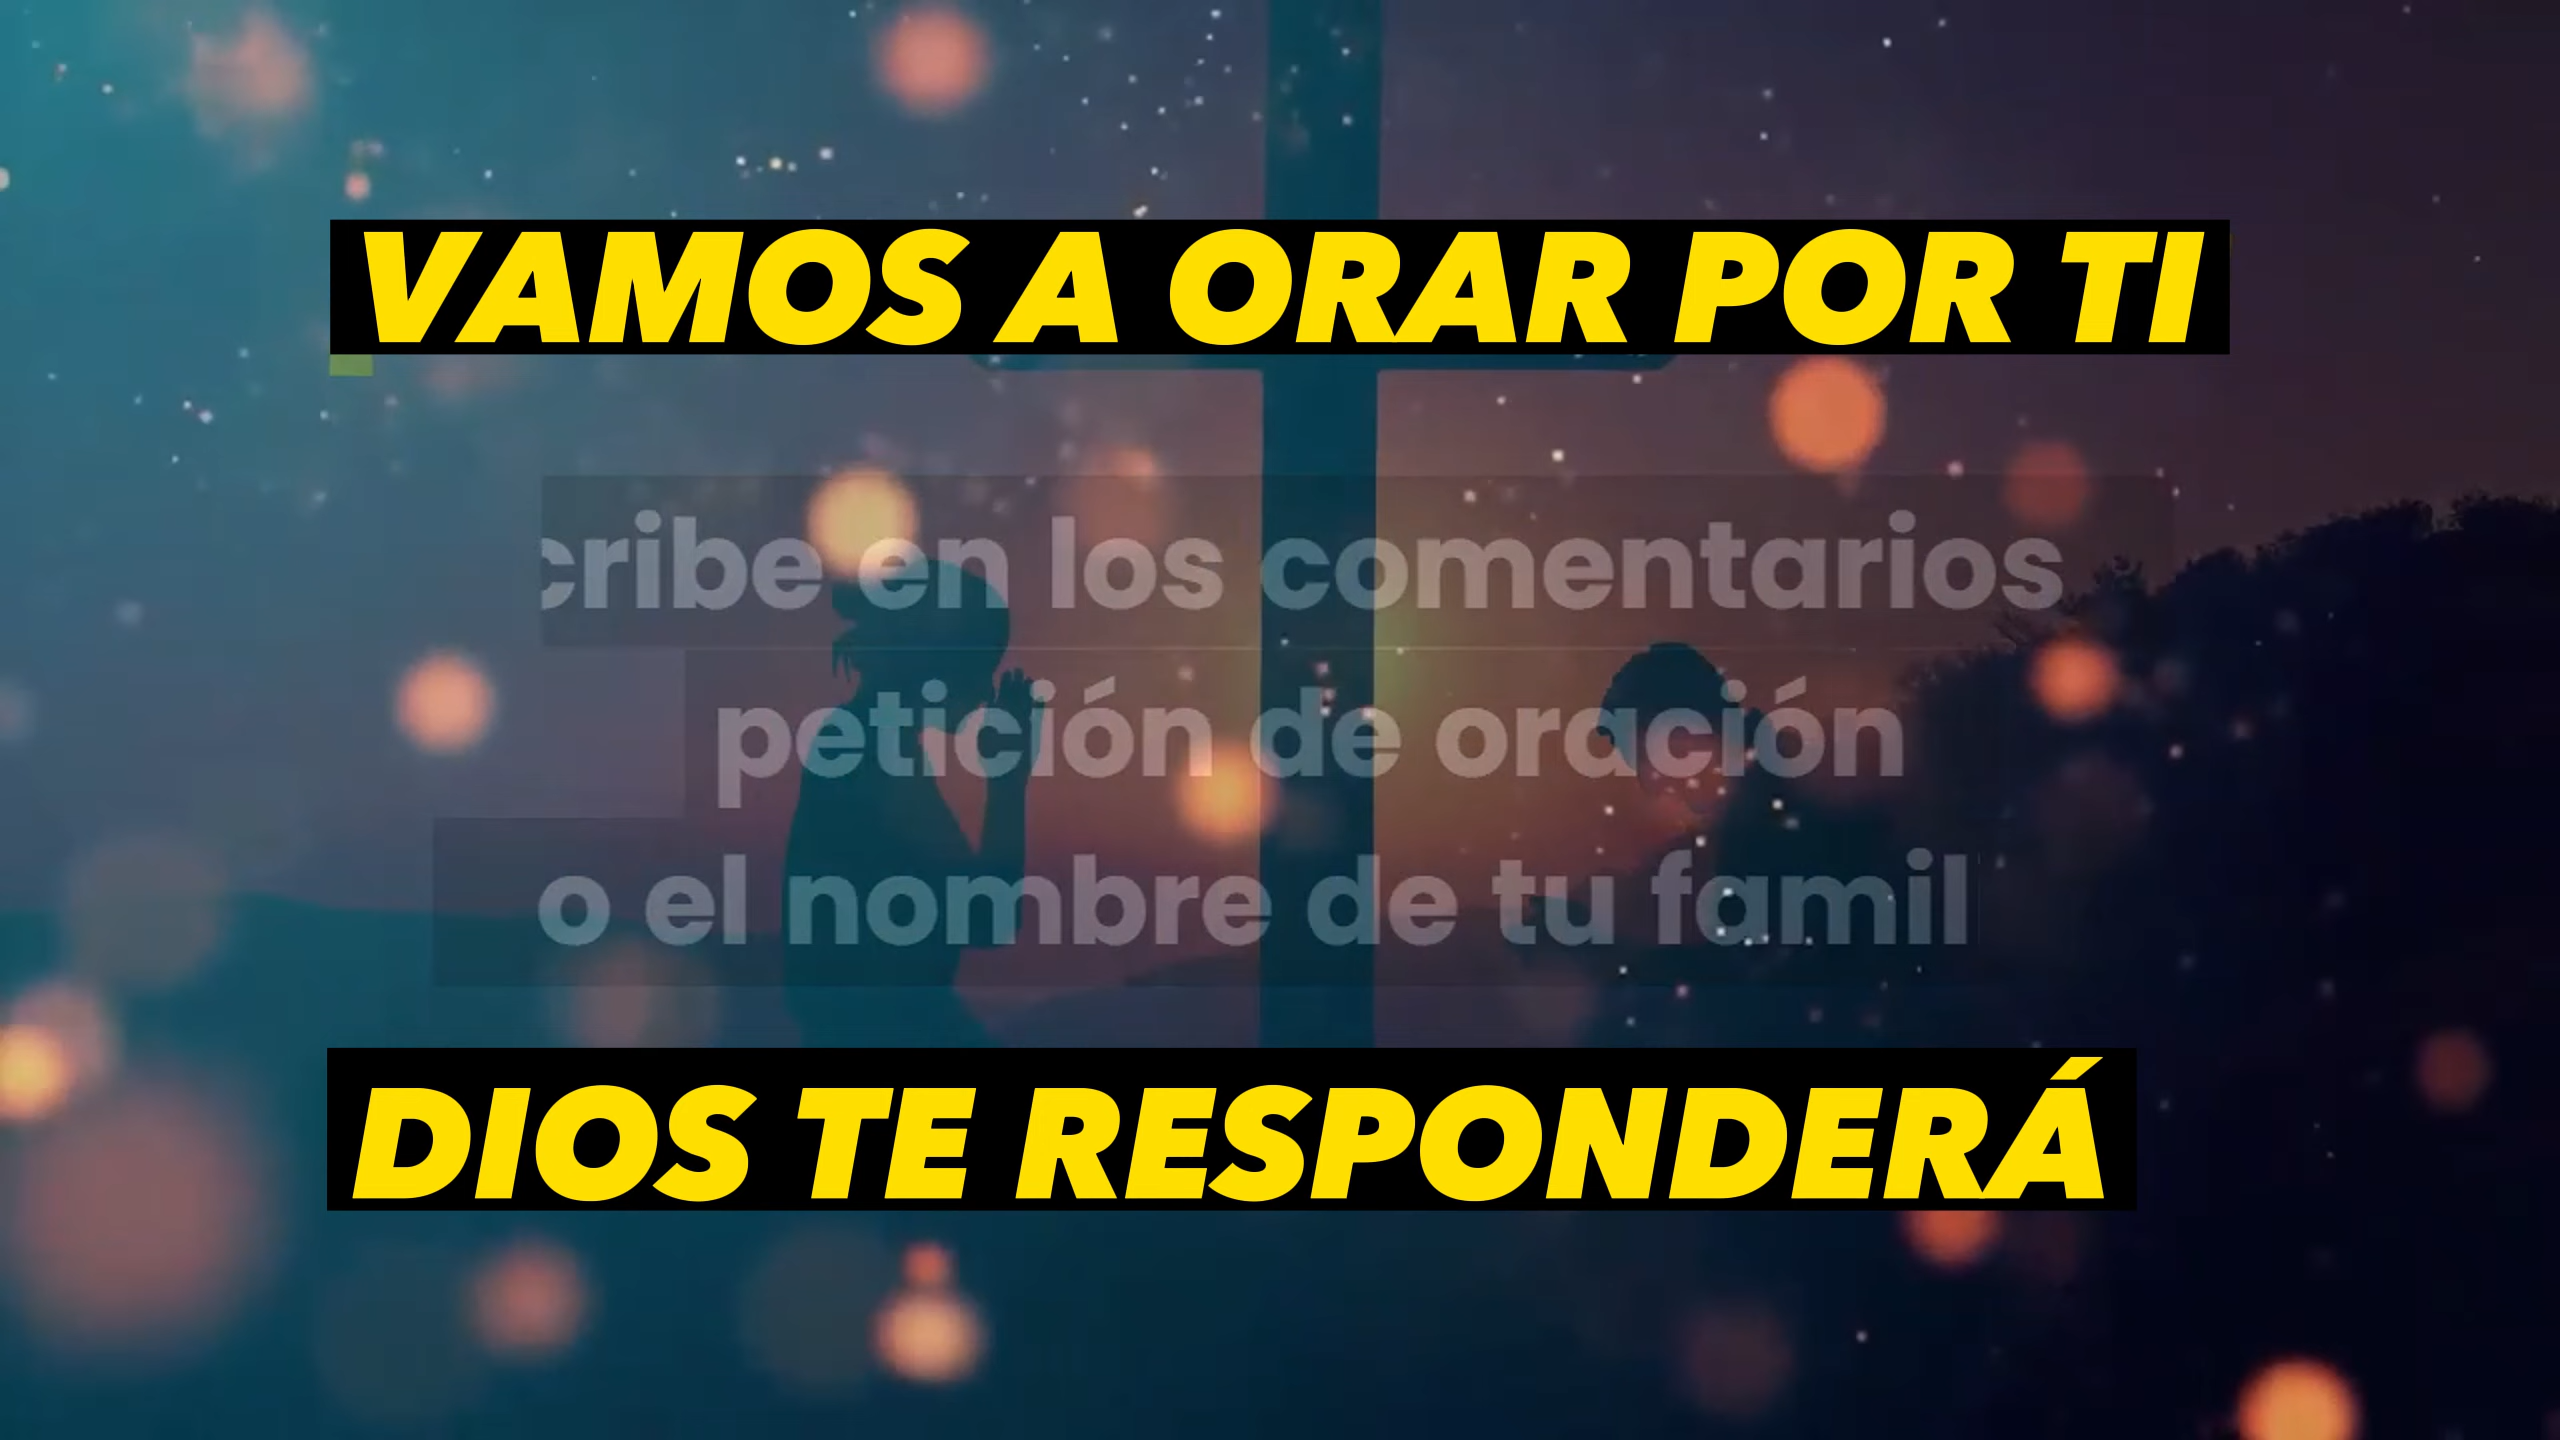 VAMOS A ORAR POR TI
cribe en los comentarios
petición de oración
o el nombre de tu famil
DIOS TE RESPONDERÁ